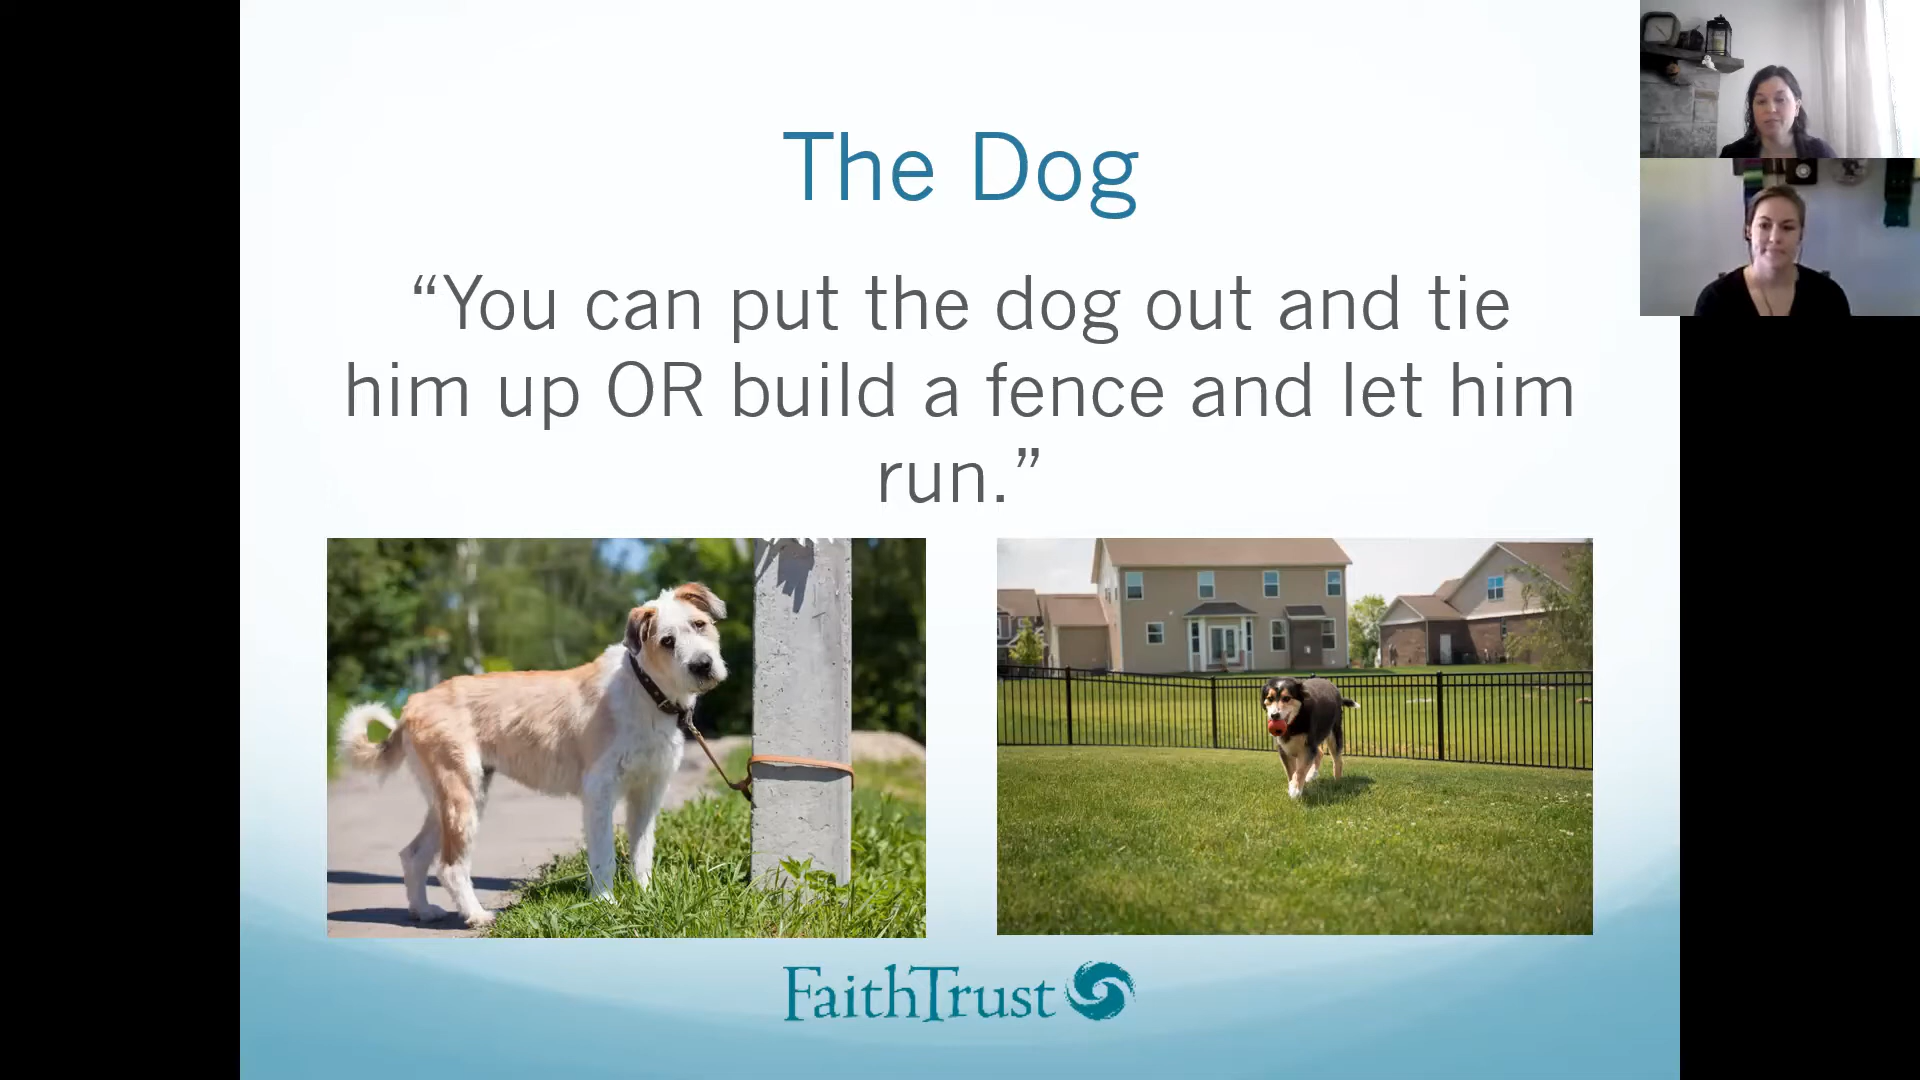 The Dog
“You can put the dog out and tie
him up OR build a fence and let him
run.”
FaithTrust